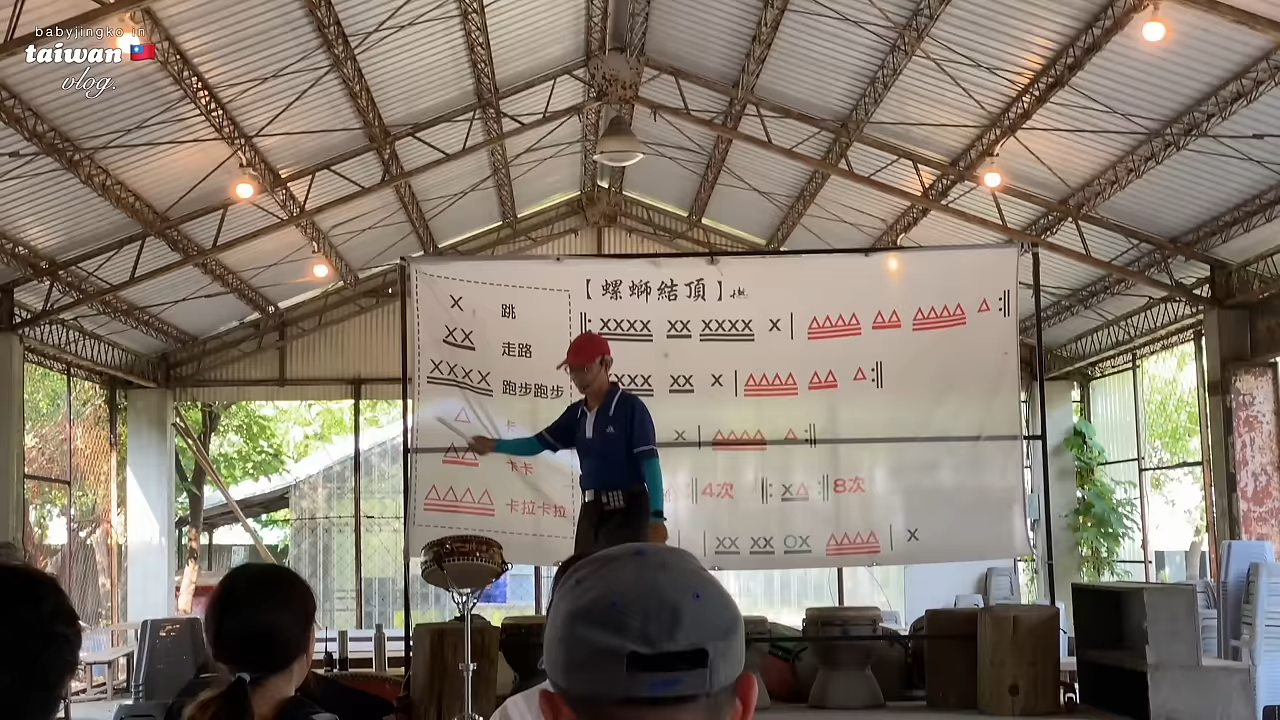 babyjingko in
taiwan
vlog.
【螺螄結頂】
X 跳
XX 走路
XXXX 跑步跑步
△ 卡
△△ 卡卡
△△△△ 卡拉卡拉
‖: XXXX XX XXXX X | △△△△ △△ △△△△ △ :‖
XX XX X | △△△△ △△ △ :‖
X | △△△△ △ :‖
:‖ 4次 ‖: X△ :‖ 8次
| | XX XX OX △△△△ | X